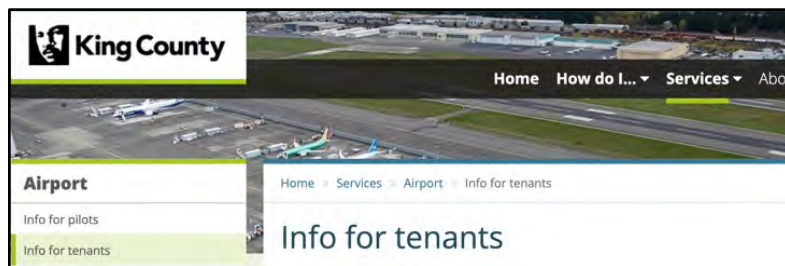 King County
Home How do I... Services Abo
Airport
Home Services Airport Info for tenants
Info for pilots
Info for tenants
Info for tenants